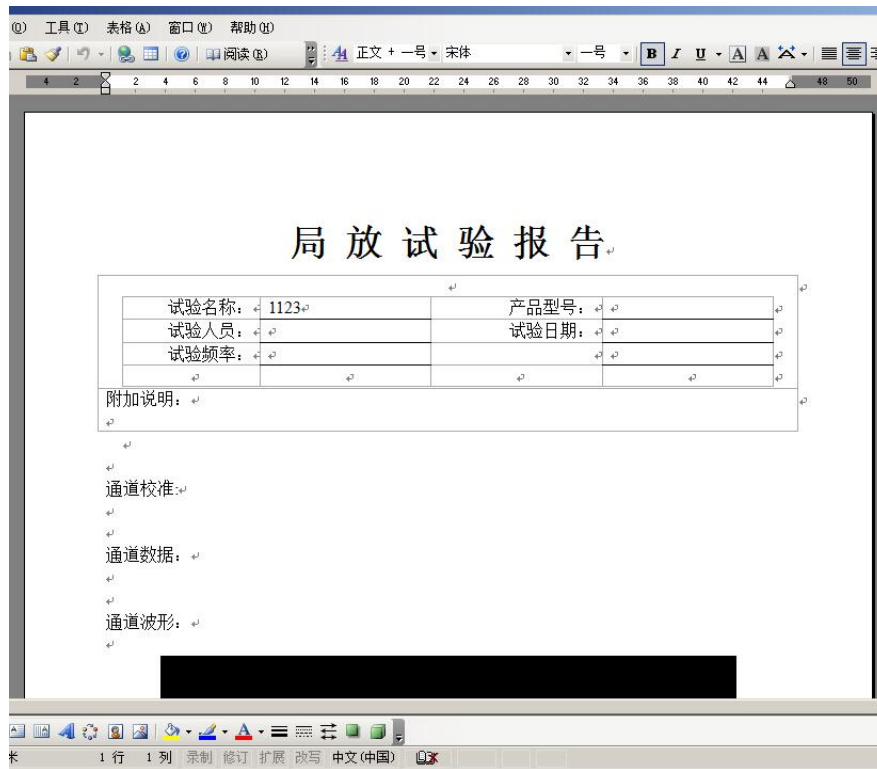 (O) 工具(T) 表格(A) 窗口(W) 帮助(H)
阅读(R) 正文 + 一号 宋体 一号 B I U A A
4 2 2 4 6 8 10 12 14 16 18 20 22 24 26 28 30 32 34 36 38 40 42 44 48 50
局放试验报告
试验名称： 1123 产品型号：
试验人员： 试验日期：
试验频率：
附加说明：
通道校准:
通道数据：
通道波形：
米 1 行 1 列 录制 修订 扩展 改写 中文(中国)